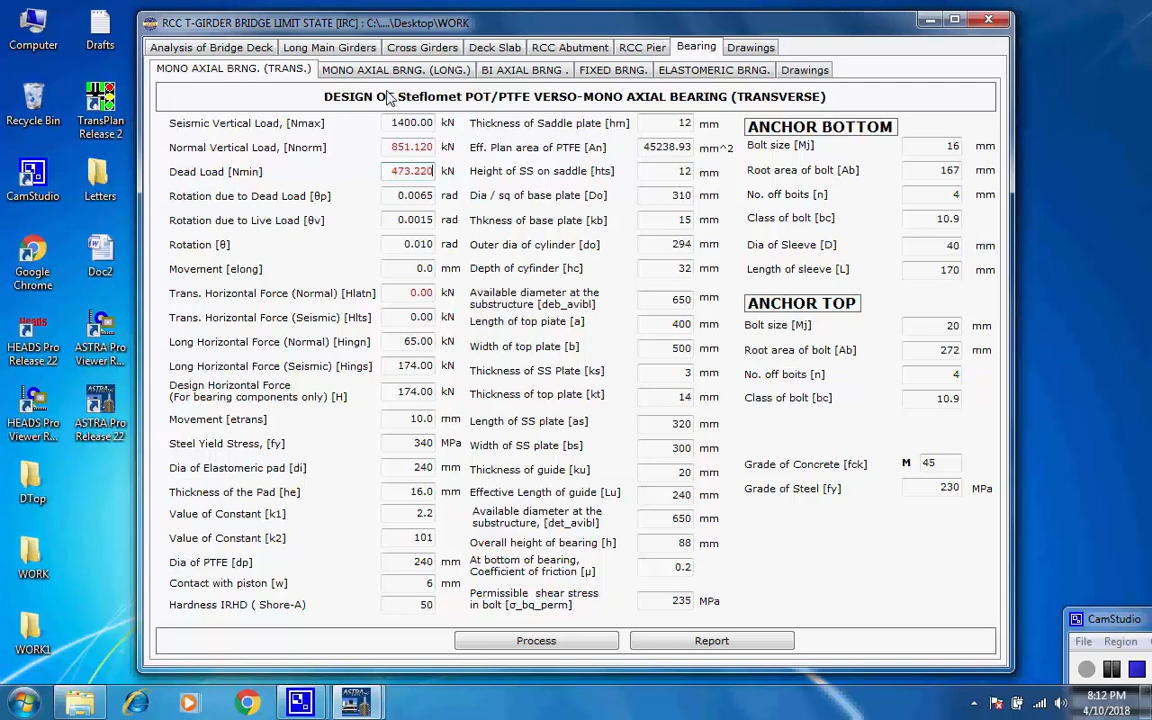 RCC T-GIRDER BRIDGE LIMIT STATE [IRC] : C:\....\Desktop\WORK
Analysis of Bridge Deck Long Main Girders Cross Girders Deck Slab RCC Abutment RCC Pier Bearing Drawings
MONO AXIAL BRNG. (TRANS.) MONO AXIAL BRNG. (LONG.) BI AXIAL BRNG . FIXED BRNG. ELASTOMERIC BRNG. Drawings
DESIGN O Steflomet POT/PTFE VERSO-MONO AXIAL BEARING (TRANSVERSE)
Seismic Vertical Load, [Nmax] 1400.00 kN
Normal Vertical Load, [Nnorm] 851.120 kN
Dead Load [Nmin] 473.220 kN
Rotation due to Dead Load [θp] 0.0065 rad
Rotation due to Live Load [θv] 0.0015 rad
Rotation [θ] 0.010 rad
Movement [elong] 0.0 mm
Trans. Horizontal Force (Normal) [Hlatn] 0.00 kN
Trans. Horizontal Force (Seismic) [Hlts] 0.00 kN
Long Horizontal Force (Normal) [Hingn] 65.00 kN
Long Horizontal Force (Seismic) [Hings] 174.00 kN
Design Horizontal Force
(For bearing components only) [H] 174.00 kN
Movement [etrans] 10.0 mm
Steel Yield Stress, [fy] 340 MPa
Dia of Elastomeric pad [di] 240 mm
Thickness of the Pad [he] 16.0 mm
Value of Constant [k1] 2.2
Value of Constant [k2] 101
Dia of PTFE [dp] 240 mm
Contact with piston [w] 6 mm
Hardness IRHD ( Shore-A) 50
Thickness of Saddle plate [hm] 12 mm
Eff. Plan area of PTFE [An] 45238.93 mm^2
Height of SS on saddle [hts] 12 mm
Dia / sq of base plate [Do] 310 mm
Thkness of base plate [kb] 15 mm
Outer dia of cylinder [do] 294 mm
Depth of cyfinder [hc] 32 mm
Available diameter at the
substructure [deb_avibl] 650 mm
Length of top piate [a] 400 mm
Width of top plate [b] 500 mm
Thickness of SS Plate [ks] 3 mm
Thickness of top plate [kt] 14 mm
Length of SS plate [as] 320 mm
Width of SS plate [bs] 300 mm
Thickness of guide [ku] 20 mm
Effective Length of guide [Lu] 240 mm
Available diameter at the
substructure, [det_avibl] 650 mm
Overall height of bearing [h] 88 mm
At bottom of bearing,
Coefficient of friction [μ] 0.2
Permissible shear stress
in bolt [σ_bq_perm] 235 MPa
ANCHOR BOTTOM
Bolt size [Mj] 16 mm
Root area of bolt [Ab] 167 mm
No. off bolts [n] 4 mm
Class of bolt [bc] 10.9
Dia of Sleeve [D] 40 mm
Length of sleeve [L] 170 mm
ANCHOR TOP
Bolt size [Mj] 20 mm
Root area of bolt [Ab] 272 mm
No. off boits [n] 4 mm
Class of bolt [bc] 10.9
Grade of Concrete [fck] M 45
Grade of Steel [fy] 230 MPa
Process Report
Computer
Drafts
Recycle Bin
TransPlan
Release 2
CamStudio
Letters
Google
Chrome
Doc2
Heads
HEADS Pro
Release 22
ASTRA Pro
Viewer R...
HEADS Pro
Viewer R...
ASTRA
ASTRA Pro
Release 22
DTop
WORK
WORK1
CamStudio
File Region
ASTRA
8:12 PM
4/10/2018